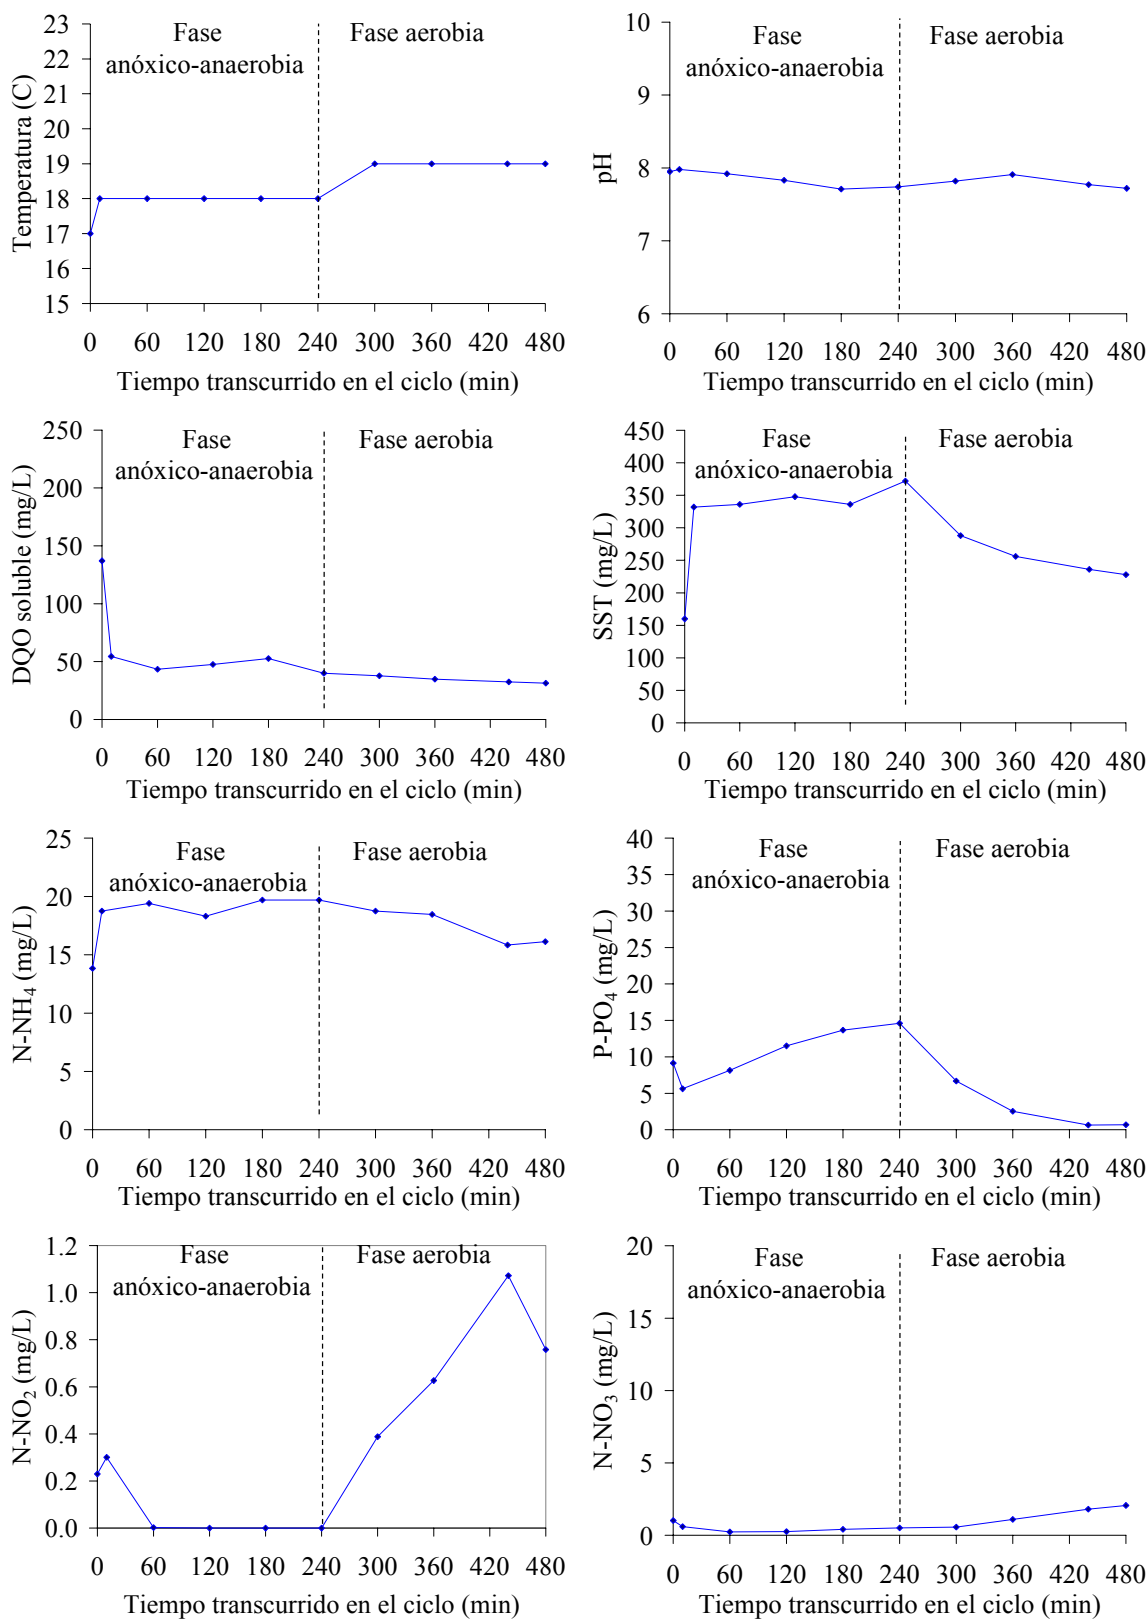 23
22
21
20
19
18
17
16
15
Temperatura (C)
Fase
anóxico-anaerobia
Fase aerobia
0 60 120 180 240 300 360 420 480
Tiempo transcurrido en el ciclo (min)
10
9
8
7
6
pH
Fase
anóxico-anaerobia
Fase aerobia
0 60 120 180 240 300 360 420 480
Tiempo transcurrido en el ciclo (min)
250
200
150
100
50
0
DQO soluble (mg/L)
Fase
anóxico-anaerobia
Fase aerobia
0 60 120 180 240 300 360 420 480
Tiempo transcurrido en el ciclo (min)
450
400
350
300
250
200
150
100
50
0
SST (mg/L)
Fase
anóxico-anaerobia
Fase aerobia
0 60 120 180 240 300 360 420 480
Tiempo transcurrido en el ciclo (min)
25
20
15
10
5
0
N-NH₄ (mg/L)
Fase
anóxico-anaerobia
Fase aerobia
0 60 120 180 240 300 360 420 480
Tiempo transcurrido en el ciclo (min)
40
35
30
25
20
15
10
5
0
P-PO₄ (mg/L)
Fase
anóxico-anaerobia
Fase aerobia
0 60 120 180 240 300 360 420 480
Tiempo transcurrido en el ciclo (min)
1.2
1.0
0.8
0.6
0.4
0.2
0.0
N-NO₂ (mg/L)
Fase
anóxico-anaerobia
Fase aerobia
0 60 120 180 240 300 360 420 480
Tiempo transcurrido en el ciclo (min)
20
15
10
5
0
N-NO₃ (mg/L)
Fase
anóxico-anaerobia
Fase aerobia
0 60 120 180 240 300 360 420 480
Tiempo transcurrido en el ciclo (min)